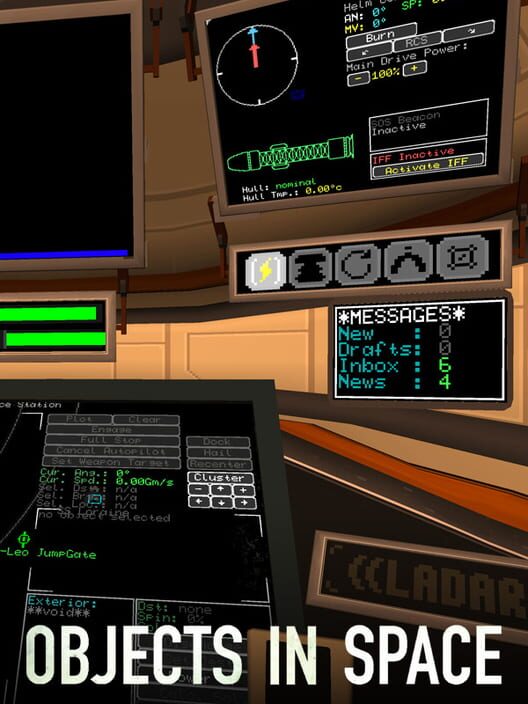 Helm Co
AN: 0° SP: 0
MV: 0°
Burn
RCS
Main Drive Power:
- 100% +
SOS Beacon
Inactive
IFF Inactive
Activate IFF
Hull: nominal
Hull Tmp.: 0.00°c
*MESSAGES*
New : 0
Drafts: 0
Inbox : 6
News : 4
ce Station
Plot Clear
Engage
Full Stop
Cancel Autopilot
Set Weapon Target
Dock
Hail
Recenter
Cluster
Cur. Ang.: 0°
Cur. Spd.: 0.00Gm/s
Sel. Dst.: n/a
Sel. Brg.: n/a
no object selected
-Leo JumpGate
Exterior:
**void**
Dst: none
Spin: 0%
((LADAR
OBJECTS IN SPACE